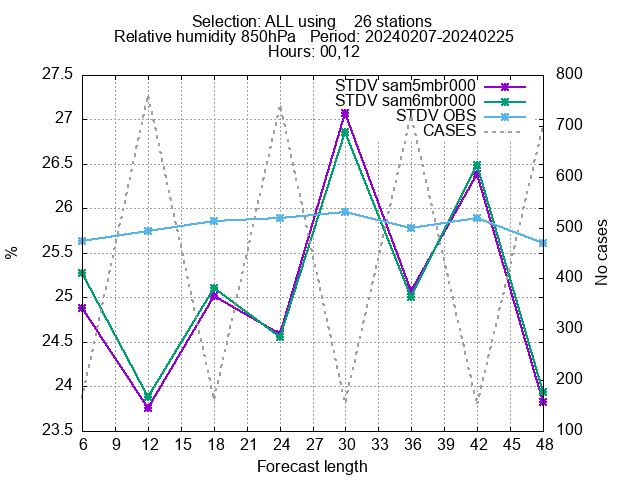 Selection: ALL using    26 stations
Relative humidity 850hPa   Period: 20240207-20240225
Hours: 00,12
STDV sam5mbr000
STDV sam6mbr000
STDV OBS
CASES
27.5
27
26.5
26
25.5
25
24.5
24
23.5
%
800
700
600
500
400
300
200
100
No cases
6 9 12 15 18 21 24 27 30 33 36 39 42 45 48
Forecast length